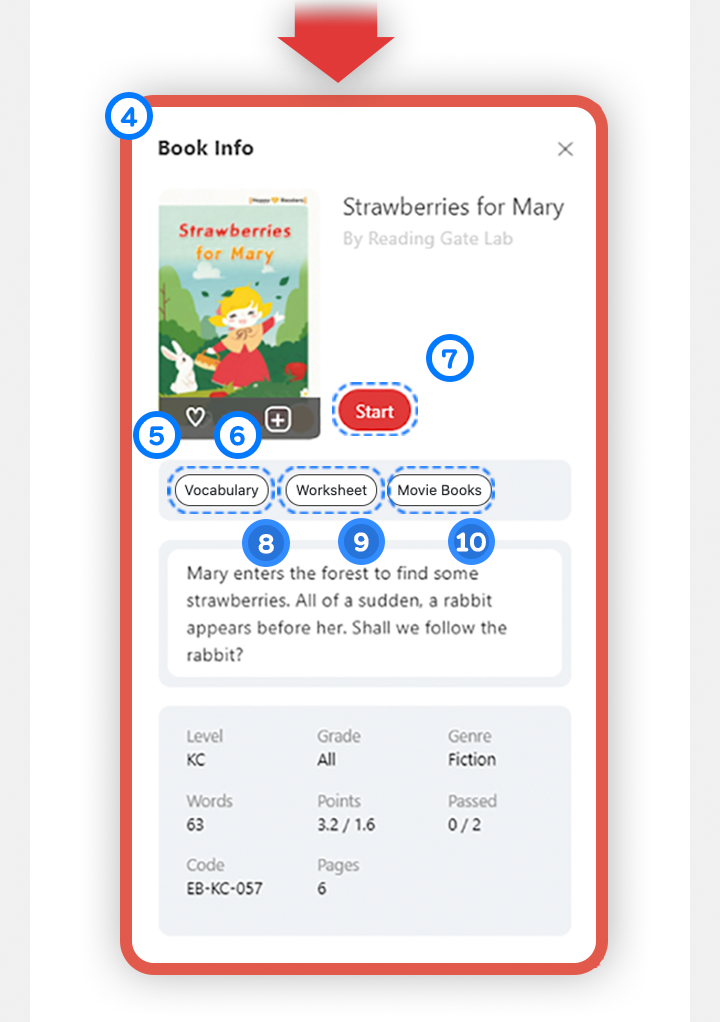 4
Book Info
Strawberries for Mary
By Reading Gate Lab
Strawberries
for Mary
7
Start
5
6
Vocabulary Worksheet Movie Books
8 9 10
Mary enters the forest to find some
strawberries. All of a sudden, a rabbit
appears before her. Shall we follow the
rabbit?
Level Grade Genre
KC All Fiction
Words Points Passed
63 3.2 / 1.6 0 / 2
Code Pages
EB-KC-057 6